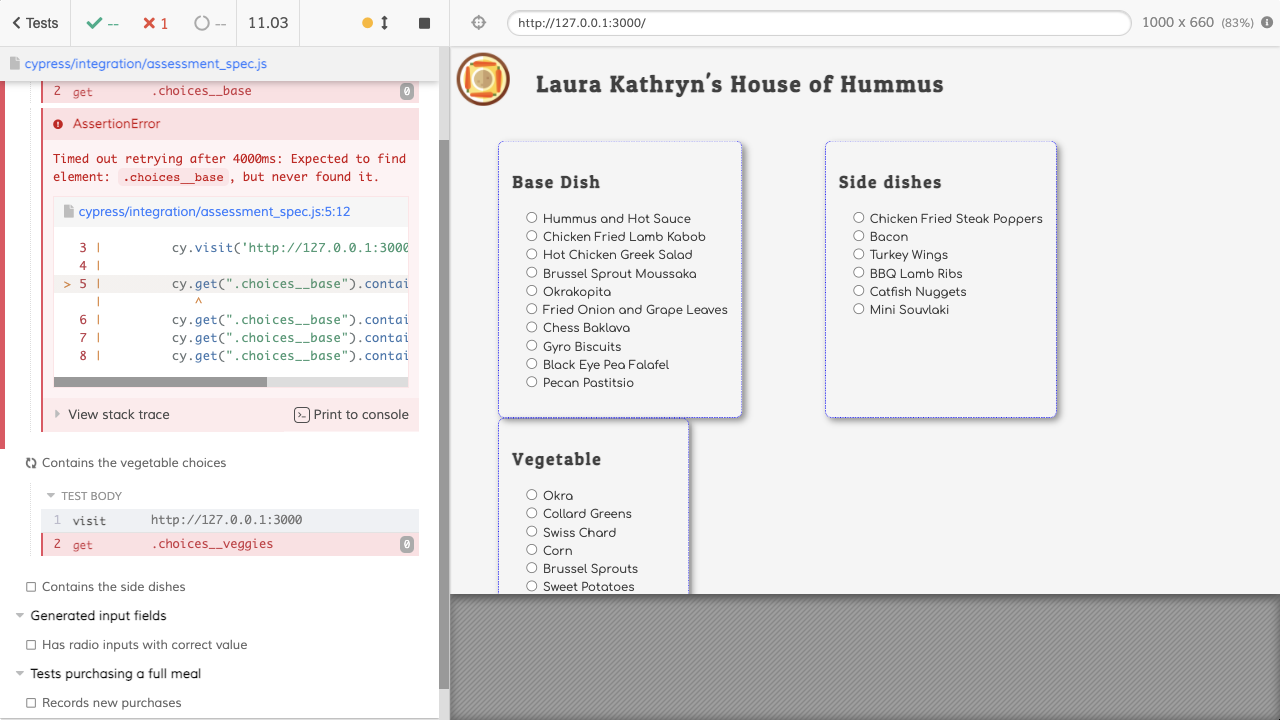 Tests
--
1
--
11.03
http://127.0.0.1:3000/
1000 x 660 (83%)
cypress/integration/assessment_spec.js
2 get .choices__base 0
AssertionError
Timed out retrying after 4000ms: Expected to find
element: .choices__base, but never found it.
cypress/integration/assessment_spec.js:5:12
3 | cy.visit('http://127.0.0.1:3000
4 |
> 5 | cy.get(".choices__base").contai
| ^
6 | cy.get(".choices__base").contai
7 | cy.get(".choices__base").contai
8 | cy.get(".choices__base").contai
View stack trace
Print to console
Contains the vegetable choices
TEST BODY
1 visit http://127.0.0.1:3000
2 get .choices__veggies 0
Contains the side dishes
Generated input fields
Has radio inputs with correct value
Tests purchasing a full meal
Records new purchases
Laura Kathryn's House of Hummus
Base Dish
Hummus and Hot Sauce
Chicken Fried Lamb Kabob
Hot Chicken Greek Salad
Brussel Sprout Moussaka
Okrakopita
Fried Onion and Grape Leaves
Chess Baklava
Gyro Biscuits
Black Eye Pea Falafel
Pecan Pastitsio
Side dishes
Chicken Fried Steak Poppers
Bacon
Turkey Wings
BBQ Lamb Ribs
Catfish Nuggets
Mini Souvlaki
Vegetable
Okra
Collard Greens
Swiss Chard
Corn
Brussel Sprouts
Sweet Potatoes